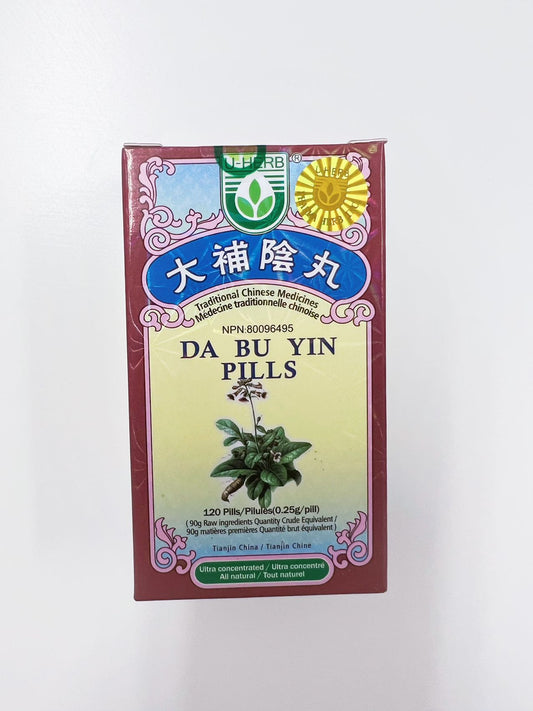 U-HERB®
U-HERB
大補陰丸
Traditional Chinese Medicines
Médecine traditionnelle chinoise
NPN:80096495
DA BU YIN
PILLS
120 Pills/Pilules(0.25g/pill)
( 90g Raw ingredients Quantity Crude Equivalent /
90g matières premières Quantité brut équivalent )
Tianjin China / Tianjin Chine
Ultra concentrated / Ultra concentré
All natural / Tout naturel